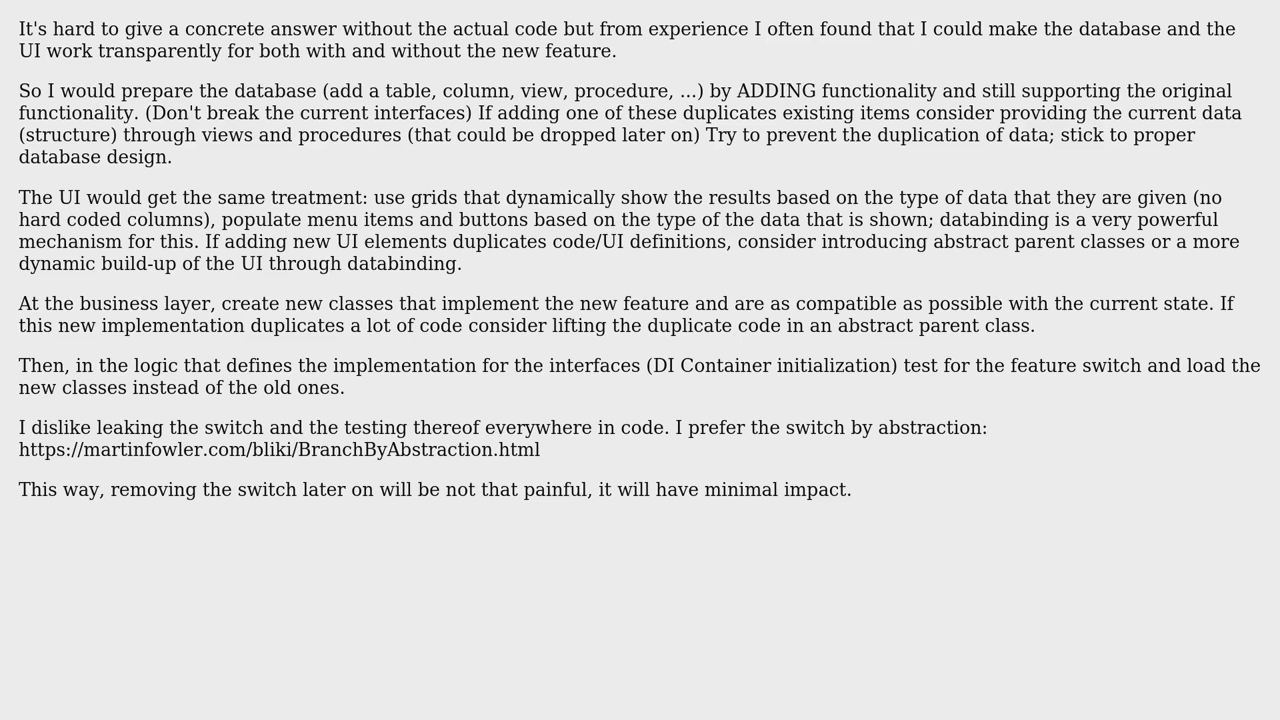 It's hard to give a concrete answer without the actual code but from experience I often found that I could make the database and the
UI work transparently for both with and without the new feature.
So I would prepare the database (add a table, column, view, procedure, ...) by ADDING functionality and still supporting the original
functionality. (Don't break the current interfaces) If adding one of these duplicates existing items consider providing the current data
(structure) through views and procedures (that could be dropped later on) Try to prevent the duplication of data; stick to proper
database design.
The UI would get the same treatment: use grids that dynamically show the results based on the type of data that they are given (no
hard coded columns), populate menu items and buttons based on the type of the data that is shown; databinding is a very powerful
mechanism for this. If adding new UI elements duplicates code/UI definitions, consider introducing abstract parent classes or a more
dynamic build-up of the UI through databinding.
At the business layer, create new classes that implement the new feature and are as compatible as possible with the current state. If
this new implementation duplicates a lot of code consider lifting the duplicate code in an abstract parent class.
Then, in the logic that defines the implementation for the interfaces (DI Container initialization) test for the feature switch and load the
new classes instead of the old ones.
I dislike leaking the switch and the testing thereof everywhere in code. I prefer the switch by abstraction:
https://martinfowler.com/bliki/BranchByAbstraction.html
This way, removing the switch later on will be not that painful, it will have minimal impact.